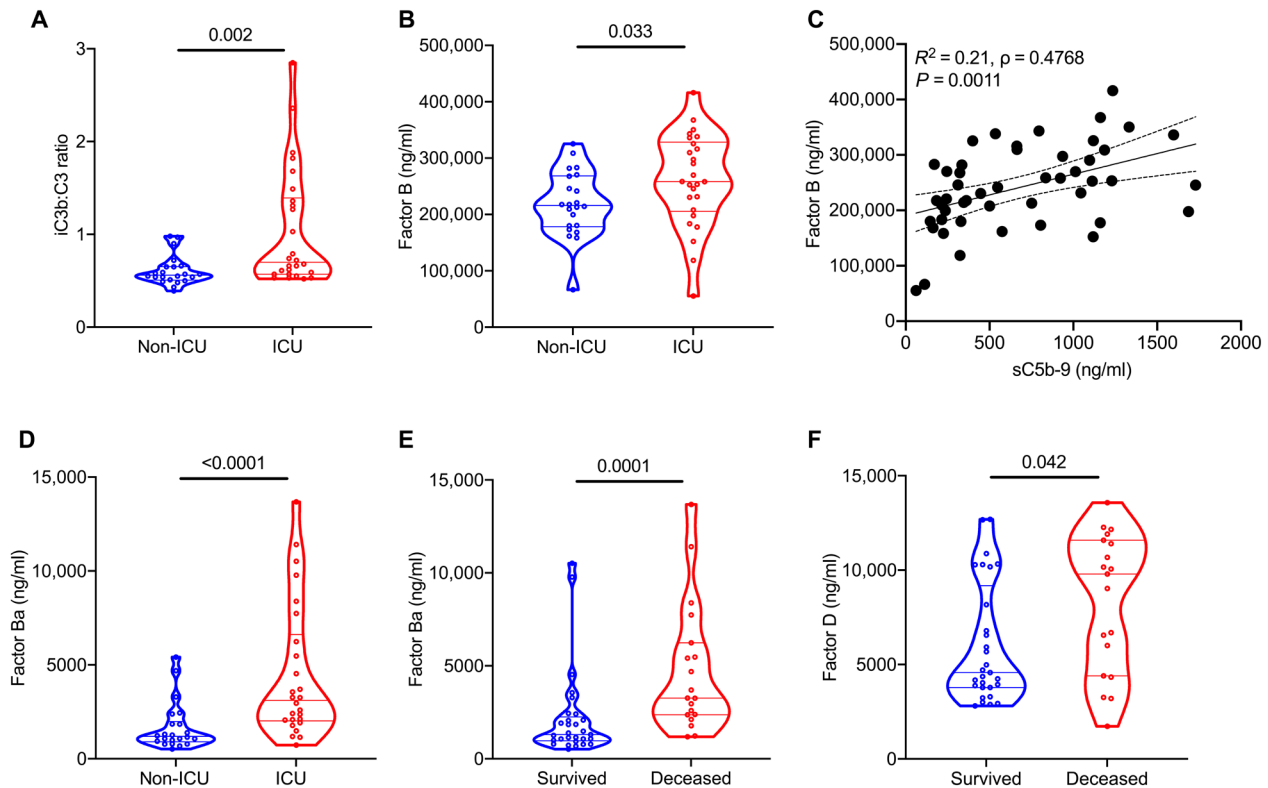 A
0.002
iC3b:C3 ratio
3
2
1
0
Non-ICU ICU
B
0.033
Factor B (ng/ml)
500,000
400,000
300,000
200,000
100,000
0
Non-ICU ICU
C
R² = 0.21, ρ = 0.4768
P = 0.0011
Factor B (ng/ml)
500,000
400,000
300,000
200,000
100,000
0
0 500 1000 1500 2000
sC5b-9 (ng/ml)
D
<0.0001
Factor Ba (ng/ml)
15,000
10,000
5000
0
Non-ICU ICU
E
0.0001
Factor Ba (ng/ml)
15,000
10,000
5000
0
Survived Deceased
F
0.042
Factor D (ng/ml)
15,000
10,000
5000
0
Survived Deceased